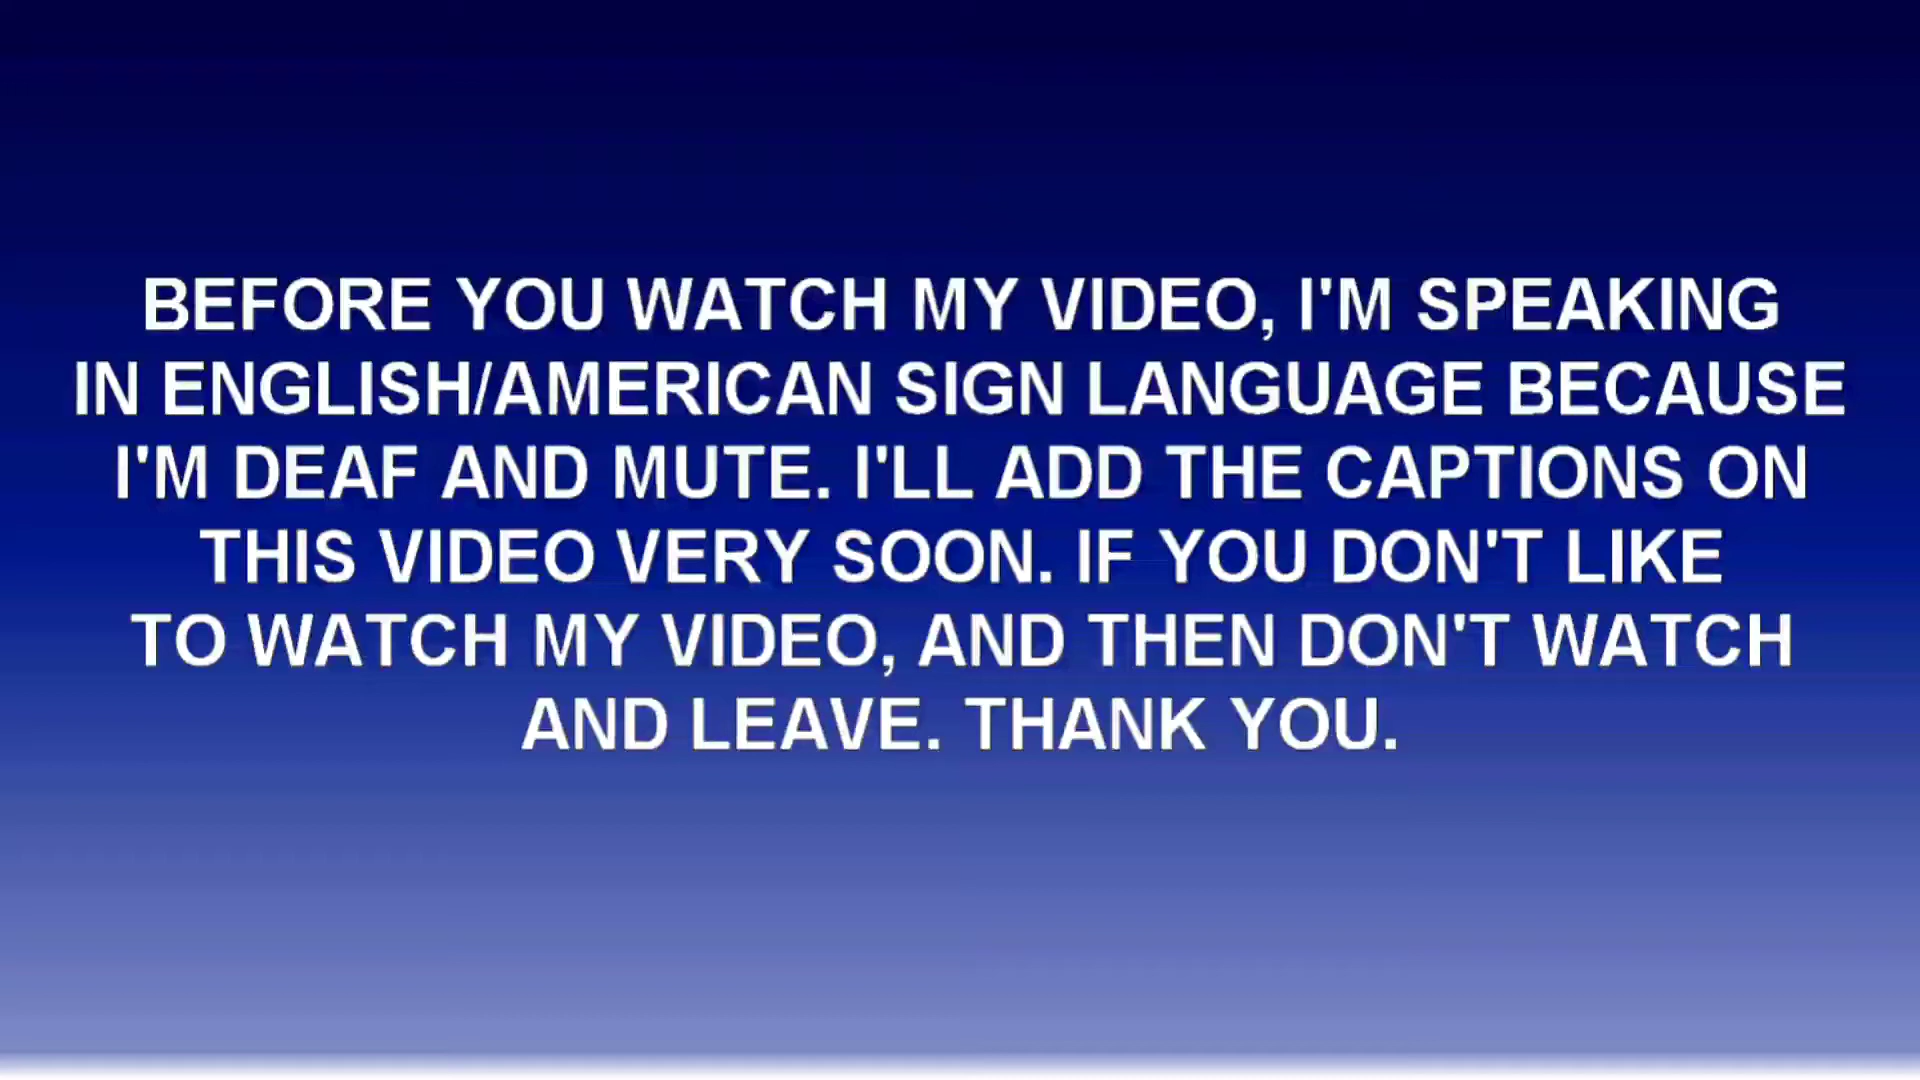 BEFORE YOU WATCH MY VIDEO, I'M SPEAKING
IN ENGLISH/AMERICAN SIGN LANGUAGE BECAUSE
I'M DEAF AND MUTE. I'LL ADD THE CAPTIONS ON
THIS VIDEO VERY SOON. IF YOU DON'T LIKE
TO WATCH MY VIDEO, AND THEN DON'T WATCH
AND LEAVE. THANK YOU.